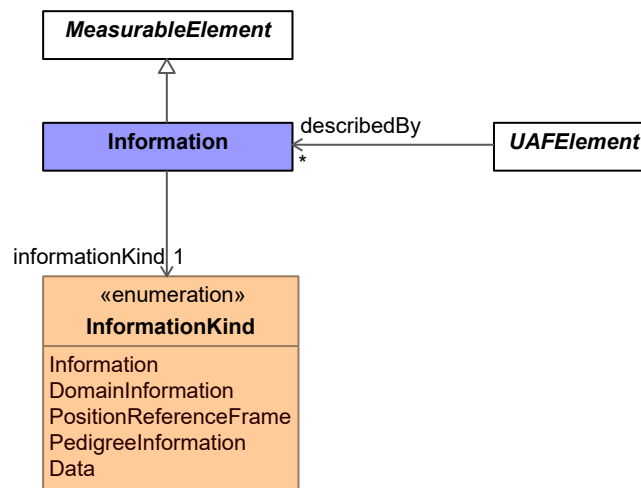 MeasurableElement
Information
describedBy
*
UAFElement
informationKind 1
«enumeration»
InformationKind
Information
DomainInformation
PositionReferenceFrame
PedigreeInformation
Data